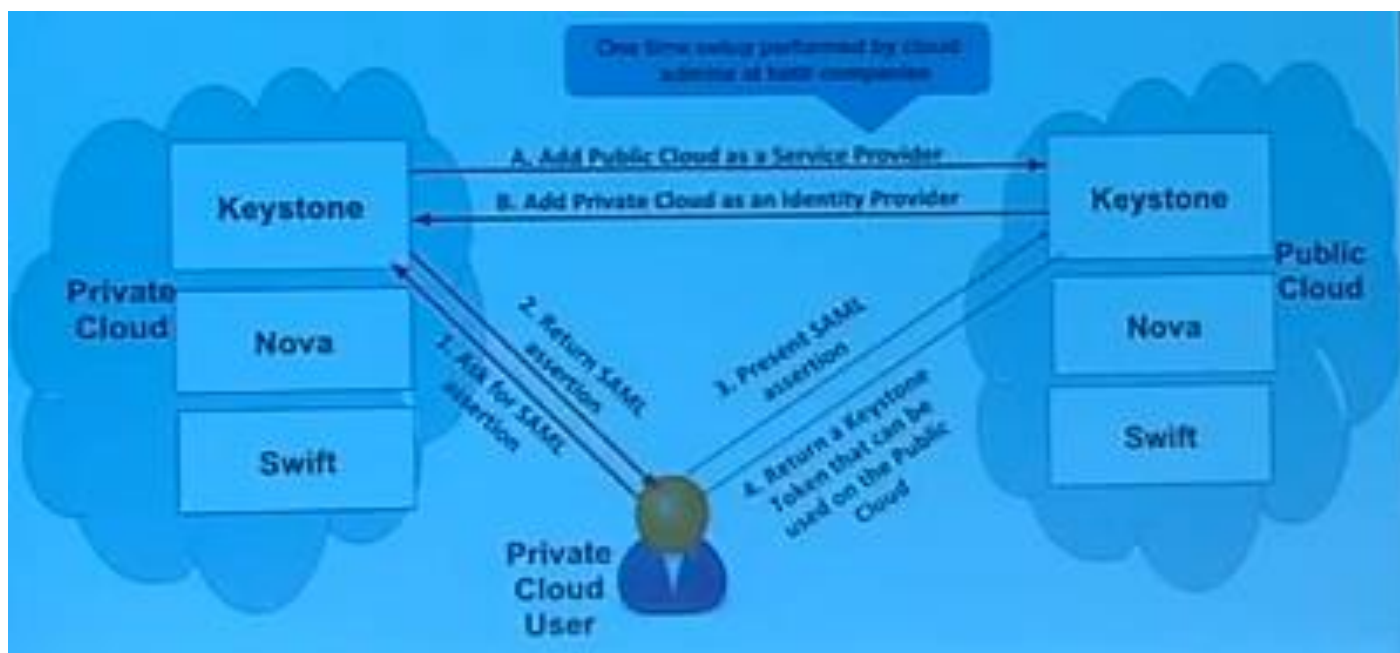 One time setup performed by cloud
admins at both companies
A. Add Public Cloud as a Service Provider
B. Add Private Cloud as an Identity Provider
Keystone
Keystone
Private
Cloud
Public
Cloud
Nova
Nova
Swift
Swift
2. Return SAML
assertion
1. Ask for SAML
assertion
3. Present SAML
assertion
4. Return a Keystone
Token that can be
used on the Public
Cloud
Private
Cloud
User